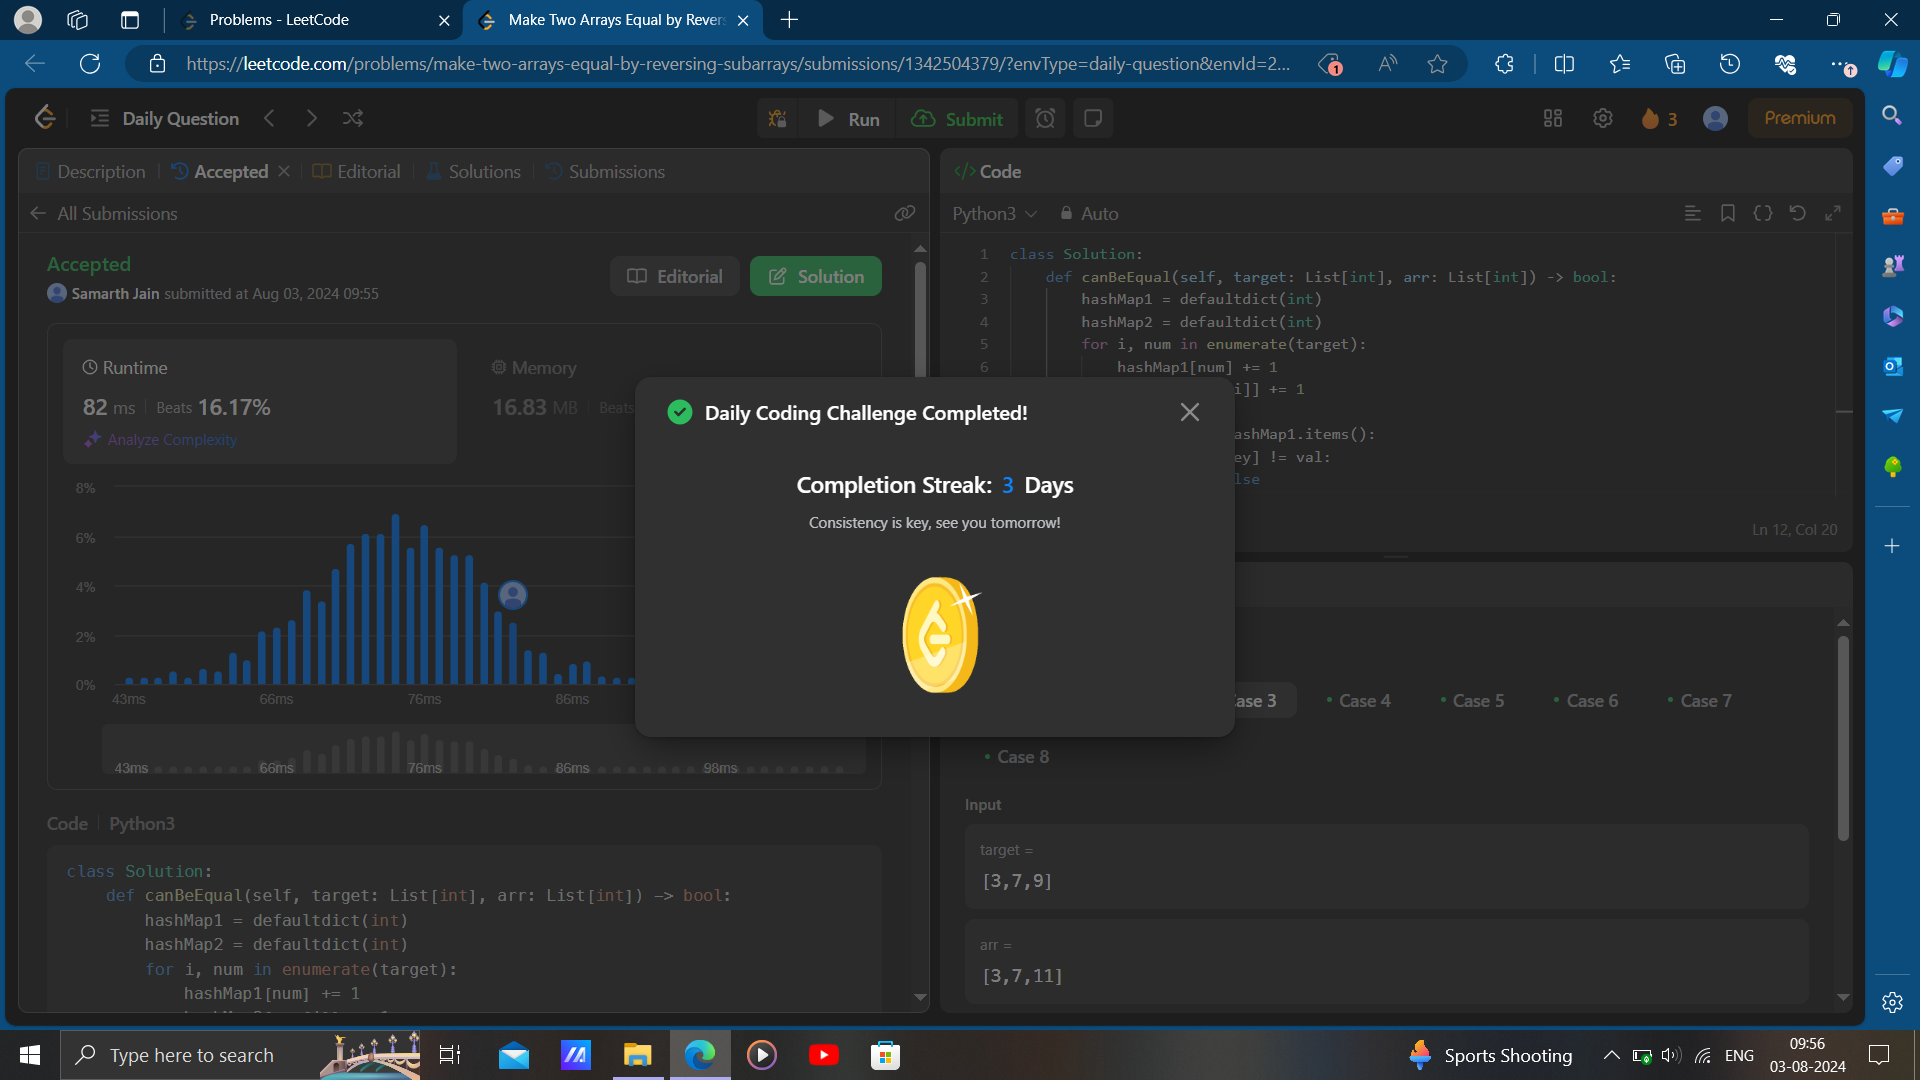 Problems - LeetCode
Make Two Arrays Equal by Revers
https://leetcode.com/problems/make-two-arrays-equal-by-reversing-subarrays/submissions/1342504379/?envType=daily-question&envId=2...
1
Daily Question
Run
Submit
3
Premium
Description
Accepted
Editorial
Solutions
Submissions
All Submissions
Accepted
Samarth Jain submitted at Aug 03, 2024 09:55
Editorial
Solution
Runtime
82 ms
Beats 16.17%
Analyze Complexity
Memory
16.83 MB
Beats
8%
6%
4%
2%
0%
43ms
66ms
76ms
86ms
43ms
66ms
76ms
86ms
98ms
Code
Python3
class Solution:
def canBeEqual(self, target: List[int], arr: List[int]) -> bool:
hashMap1 = defaultdict(int)
hashMap2 = defaultdict(int)
for i, num in enumerate(target):
hashMap1[num] += 1
Daily Coding Challenge Completed!
Completion Streak: 3 Days
Consistency is key, see you tomorrow!
</> Code
Python3
Auto
1 class Solution:
2 def canBeEqual(self, target: List[int], arr: List[int]) -> bool:
3 hashMap1 = defaultdict(int)
4 hashMap2 = defaultdict(int)
5 for i, num in enumerate(target):
6 hashMap1[num] += 1
i]] += 1
ashMap1.items():
ey] != val:
lse
Ln 12, Col 20
Case 3
Case 4
Case 5
Case 6
Case 7
Case 8
Input
target =
[3,7,9]
arr =
[3,7,11]
Type here to search
Sports Shooting
ENG
09:56
03-08-2024